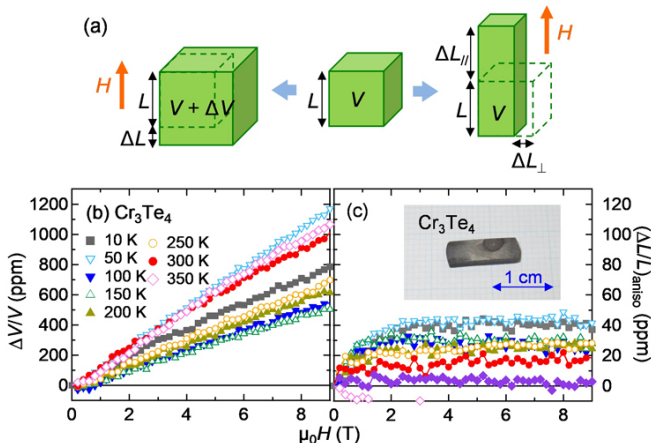 (a)
H
L
V + ΔV
ΔL
L
V
ΔL//
L
V
ΔL⊥
H
(b) Cr3Te4
10 K
50 K
100 K
150 K
200 K
250 K
300 K
350 K
ΔV/V (ppm)
1200
1000
800
600
400
200
0
0
2
4
6
8
(c)
Cr3Te4
1 cm
120
100
80
60
40
20
0
(ΔL/L)aniso (ppm)
0
2
4
6
8
μ0H (T)